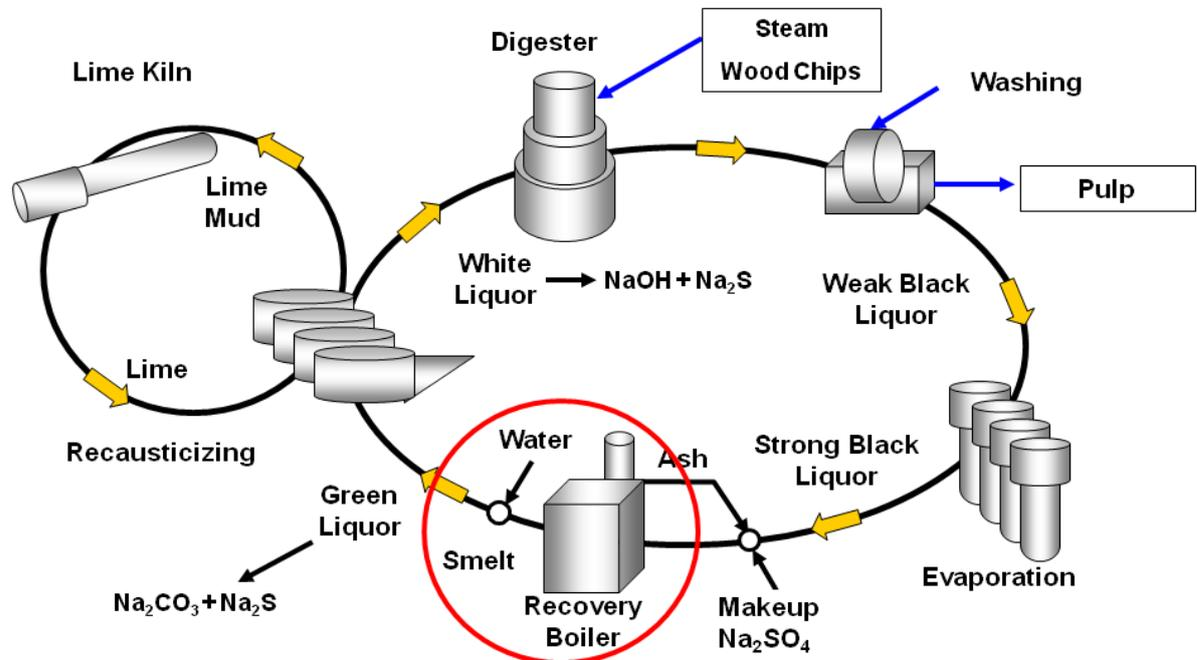 Steam
Wood Chips
Digester
Lime Kiln
Washing
Lime
Mud
Pulp
White
Liquor
NaOH + Na₂S
Weak Black
Liquor
Lime
Recausticizing
Water
Ash
Strong Black
Liquor
Green
Liquor
Smelt
Evaporation
Na₂CO₃ + Na₂S
Recovery
Boiler
Makeup
Na₂SO₄